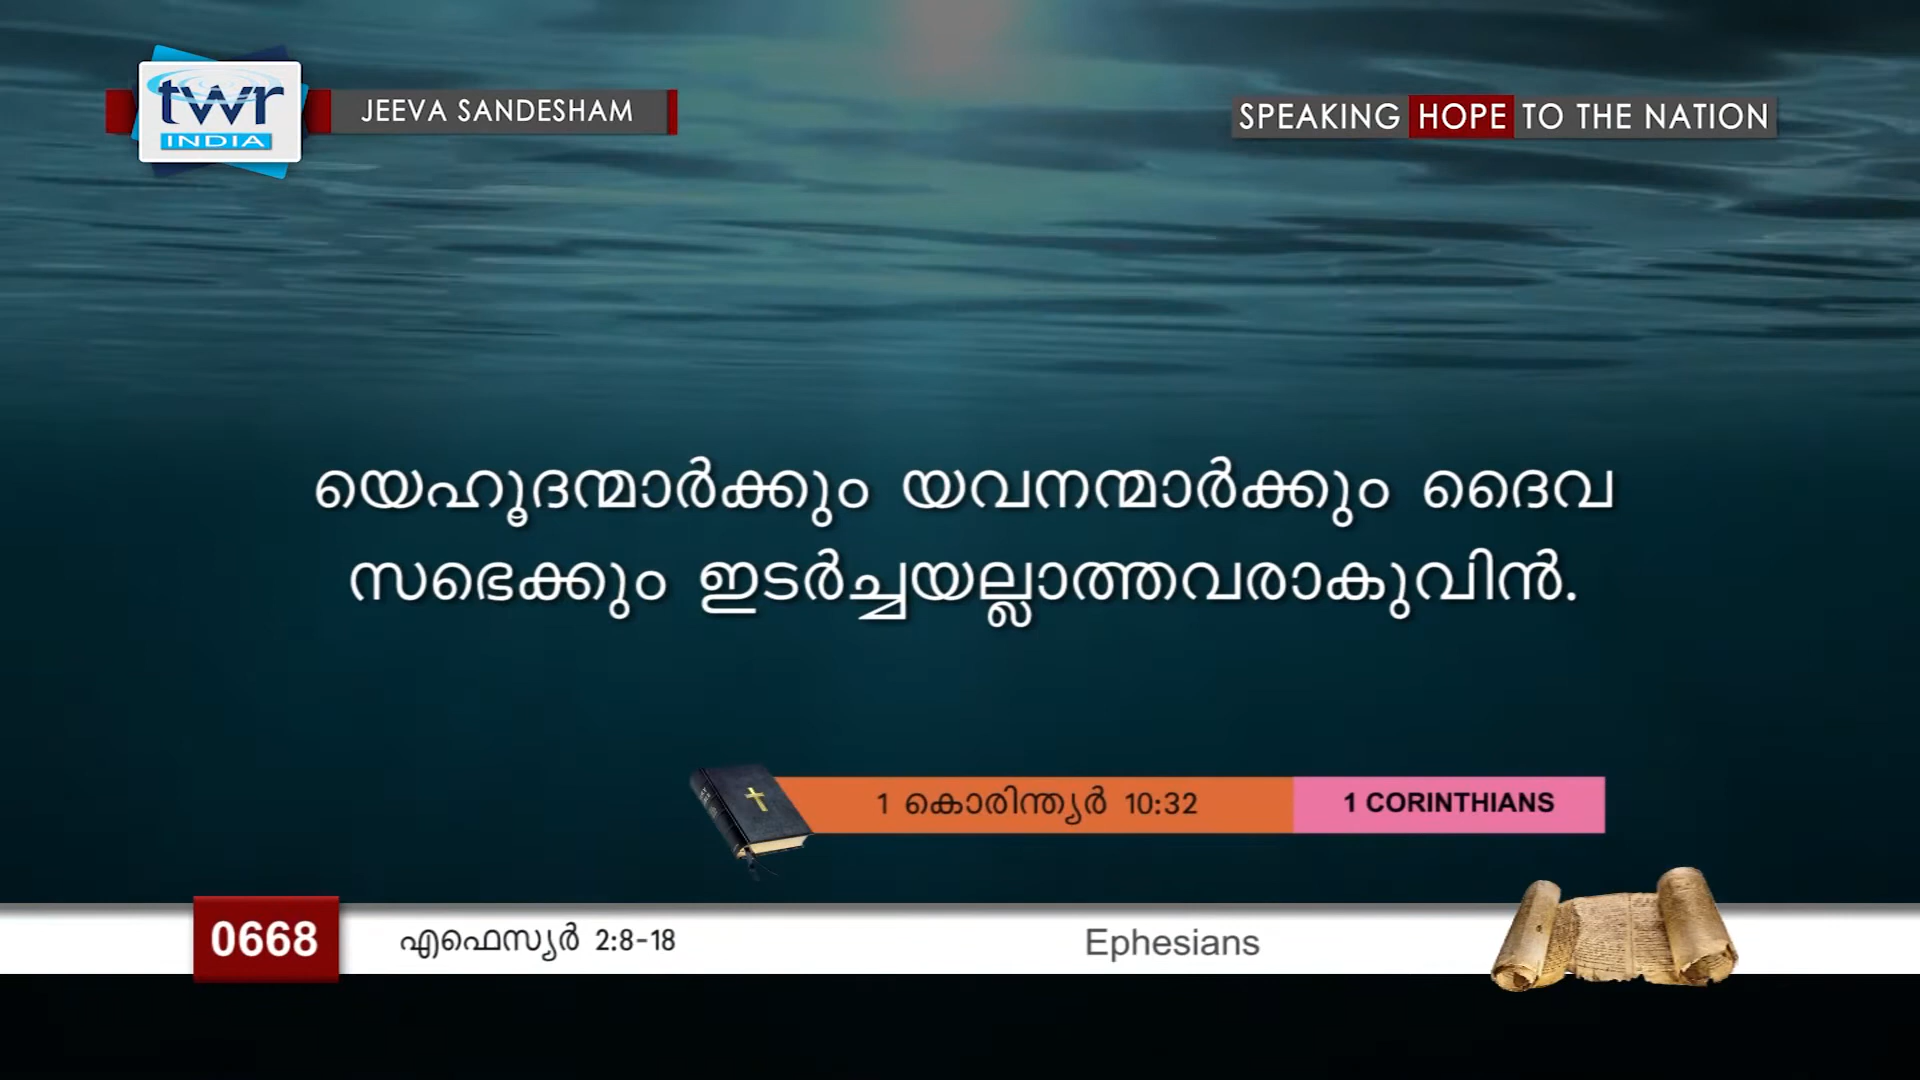 twr
INDIA
JEEVA SANDESHAM
SPEAKING HOPE TO THE NATION
യെഹൂദന്മാർക്കും യവനന്മാർക്കും ദൈവ
സഭെക്കും ഇടർച്ചയല്ലാത്തവരാകുവിൻ.
1 കൊരിന്ത്യർ 10:32
1 CORINTHIANS
0668
എഫെസ്യർ 2:8-18
Ephesians